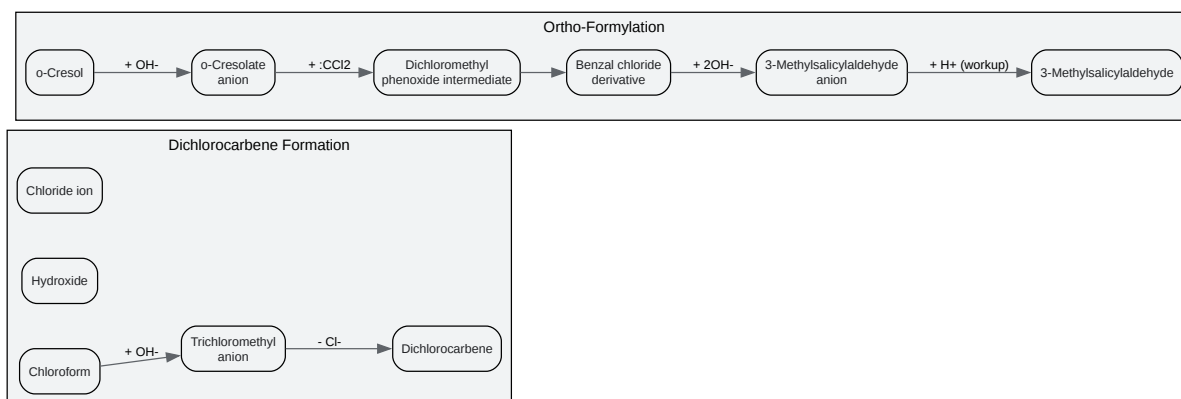 Ortho-Formylation
o-Cresol
+ OH-
o-Cresolate
anion
+ :CCl2
Dichloromethyl
phenoxide intermediate
Benzal chloride
derivative
+ 2OH-
3-Methylsalicylaldehyde
anion
+ H+ (workup)
3-Methylsalicylaldehyde
Dichlorocarbene Formation
Chloride ion
Hydroxide
Chloroform
+ OH-
Trichloromethyl
anion
- Cl-
Dichlorocarbene